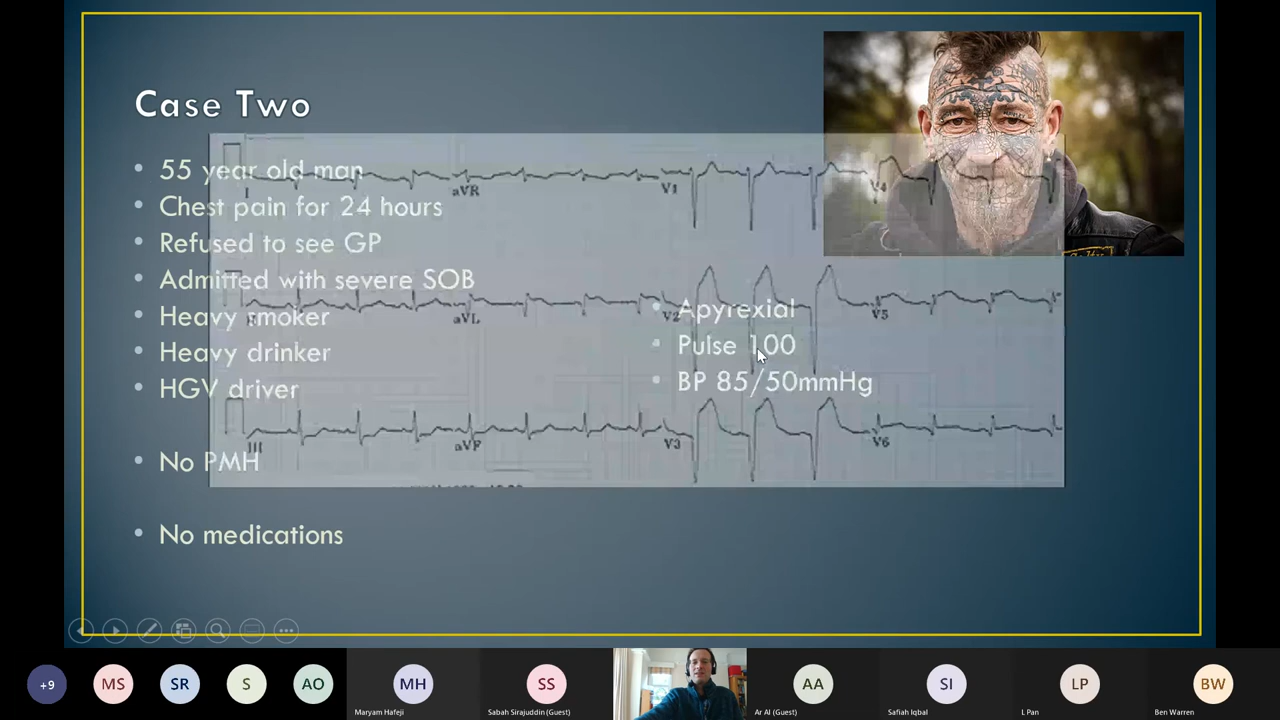 Case Two
55 year old man
Chest pain for 24 hours
Refused to see GP
Admitted with severe SOB
Heavy smoker
Heavy drinker
HGV driver
No PMH
No medications
Apyrexial
Pulse 100
BP 85/50mmHg
I
aVR
V1
V4
aVL
V2
V5
III
aVF
V3
V6
+9
MS
SR
S
AO
MH
Maryam Hafeji
SS
Sabah Sirajuddin (Guest)
AA
Ar Al (Guest)
SI
Safiah Iqbal
LP
L Pan
BW
Ben Warren